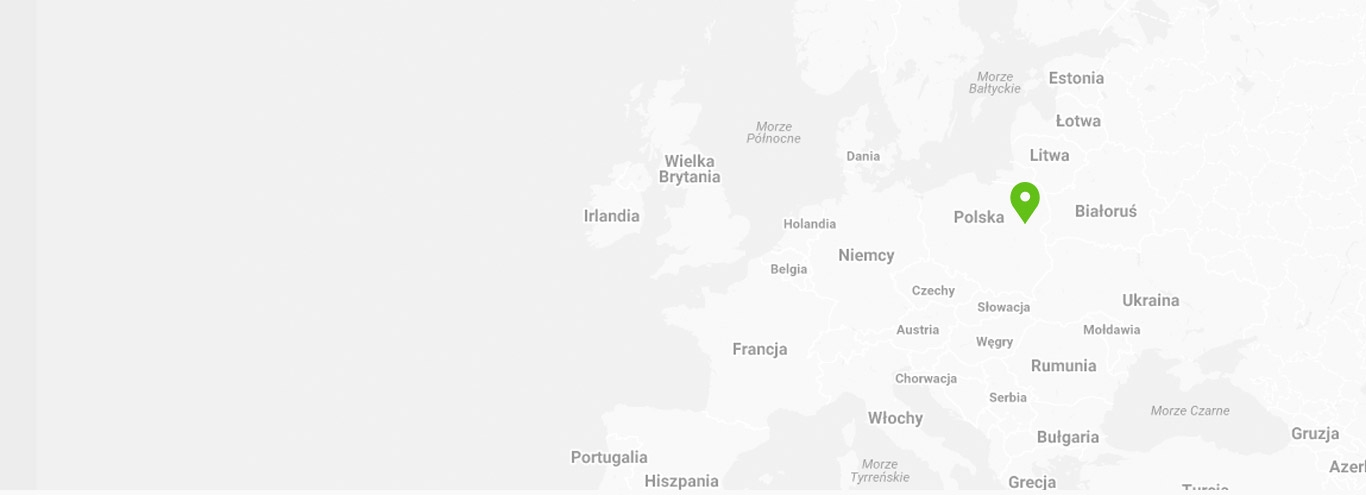 Morze
Bałtyckie
Estonia
Łotwa
Morze
Północne
Dania
Litwa
Wielka
Brytania
Irlandia
Holandia
Polska
Białoruś
Niemcy
Belgia
Czechy
Słowacja
Ukraina
Austria
Mołdawia
Węgry
Francja
Rumunia
Chorwacja
Serbia
Morze Czarne
Włochy
Bułgaria
Gruzja
Portugalia
Morze
Tyrreńskie
Hiszpania
Grecja
Azerb
Turcja